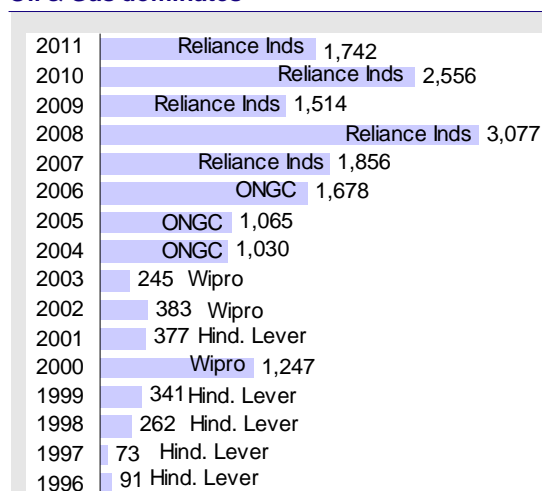 Oil & Gas dominates
2011 Reliance Inds 1,742
2010 Reliance Inds 2,556
2009 Reliance Inds 1,514
2008 Reliance Inds 3,077
2007 Reliance Inds 1,856
2006 ONGC 1,678
2005 ONGC 1,065
2004 ONGC 1,030
2003 245 Wipro
2002 383 Wipro
2001 377 Hind. Lever
2000 Wipro 1,247
1999 341 Hind. Lever
1998 262 Hind. Lever
1997 73 Hind. Lever
1996 91 Hind. Lever